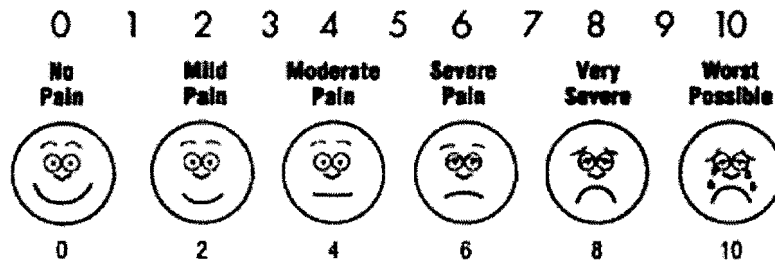 0 1 2 3 4 5 6 7 8 9 10
No Mild Moderate Severe Very Worst
Pain Pain Pain Pain Severe Possible
0 2 4 6 8 10